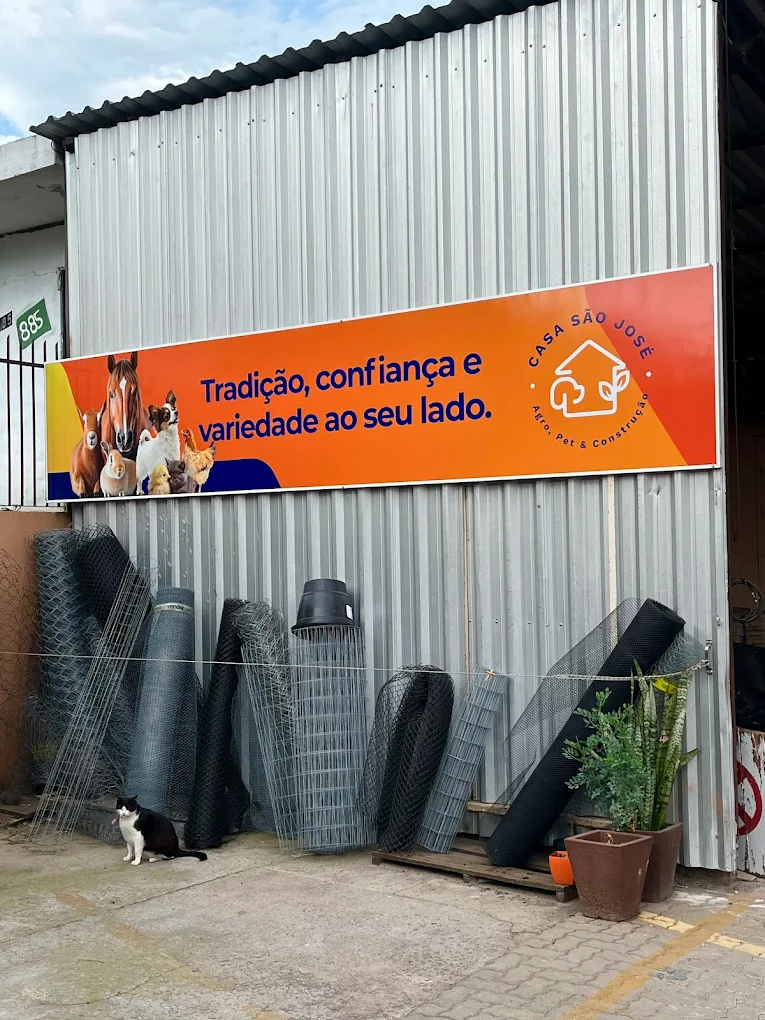 885
Tradição, confiança e
variedade ao seu lado.
CASA SÃO JOSÉ
Agro, Pet & Construção